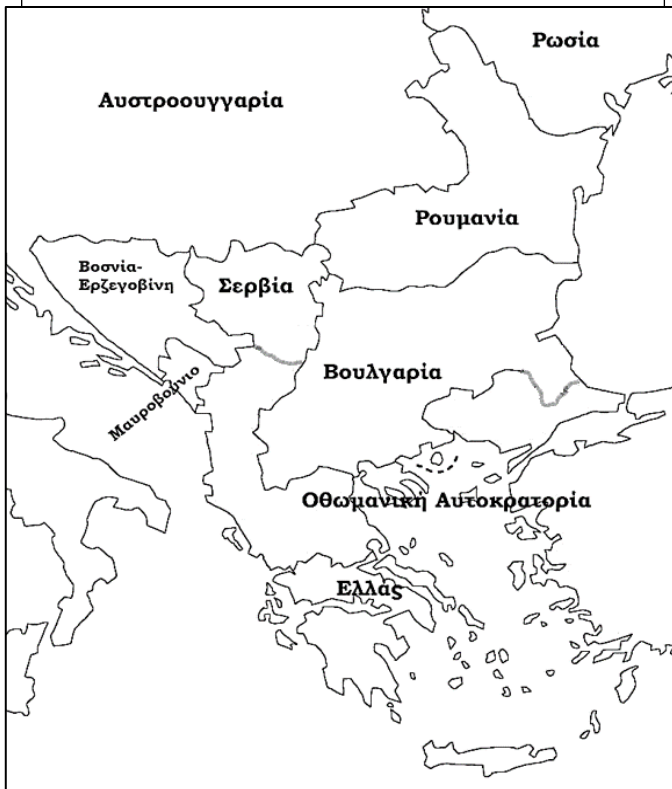 Ρωσία
Αυστροουγγαρία
Ρουμανία
Βοσνία-
Ερζεγοβίνη
Σερβία
Βουλγαρία
Μαυροβούνιο
Οθωμανική Αυτοκρατορία
Ελλάς